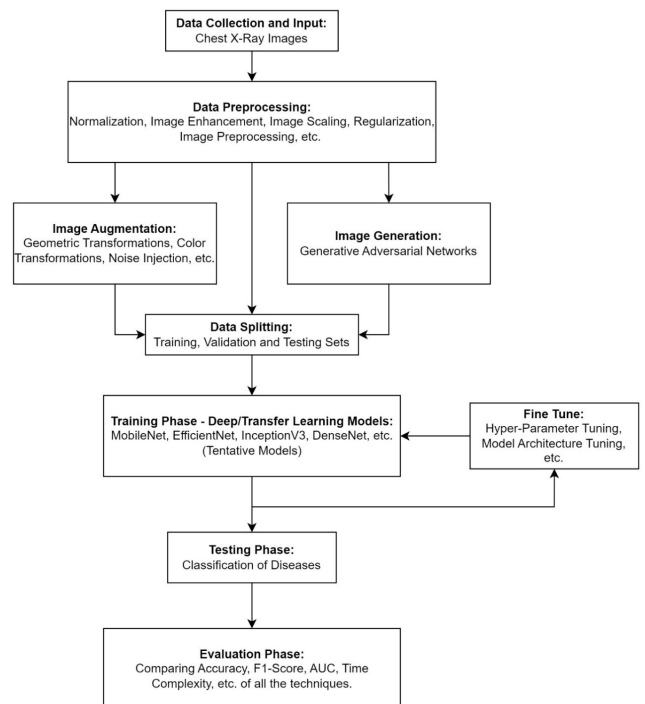 Data Collection and Input:
Chest X-Ray Images
Data Preprocessing:
Normalization, Image Enhancement, Image Scaling, Regularization,
Image Preprocessing, etc.
Image Augmentation:
Geometric Transformations, Color
Transformations, Noise Injection, etc.
Image Generation:
Generative Adversarial Networks
Data Splitting:
Training, Validation and Testing Sets
Training Phase - Deep/Transfer Learning Models:
MobileNet, EfficientNet, InceptionV3, DenseNet, etc.
(Tentative Models)
Fine Tune:
Hyper-Parameter Tuning,
Model Architecture Tuning,
etc.
Testing Phase:
Classification of Diseases
Evaluation Phase:
Comparing Accuracy, F1-Score, AUC, Time
Complexity, etc. of all the techniques.